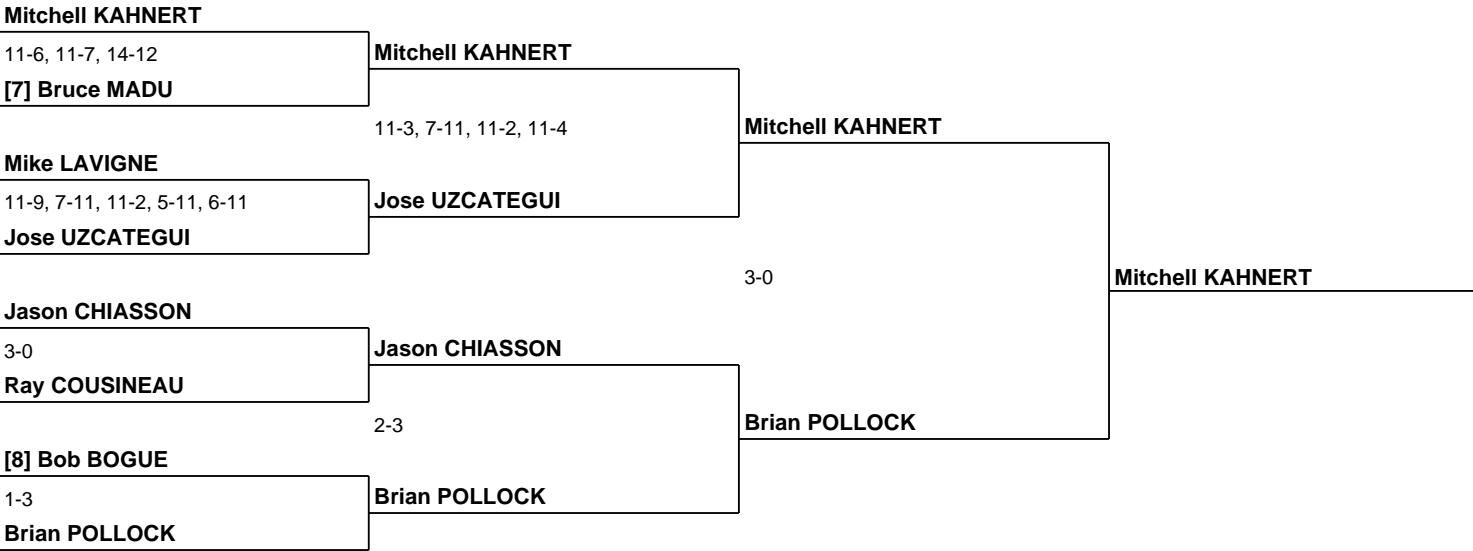 Mitchell KAHNERT
11-6, 11-7, 14-12
[7] Bruce MADU
Mike LAVIGNE
11-9, 7-11, 11-2, 5-11, 6-11
Jose UZCATEGUI
Jason CHIASSON
3-0
Ray COUSINEAU
[8] Bob BOGUE
1-3
Brian POLLOCK
Mitchell KAHNERT
11-3, 7-11, 11-2, 11-4
Jose UZCATEGUI
Jason CHIASSON
2-3
Brian POLLOCK
Mitchell KAHNERT
3-0
Brian POLLOCK
Mitchell KAHNERT